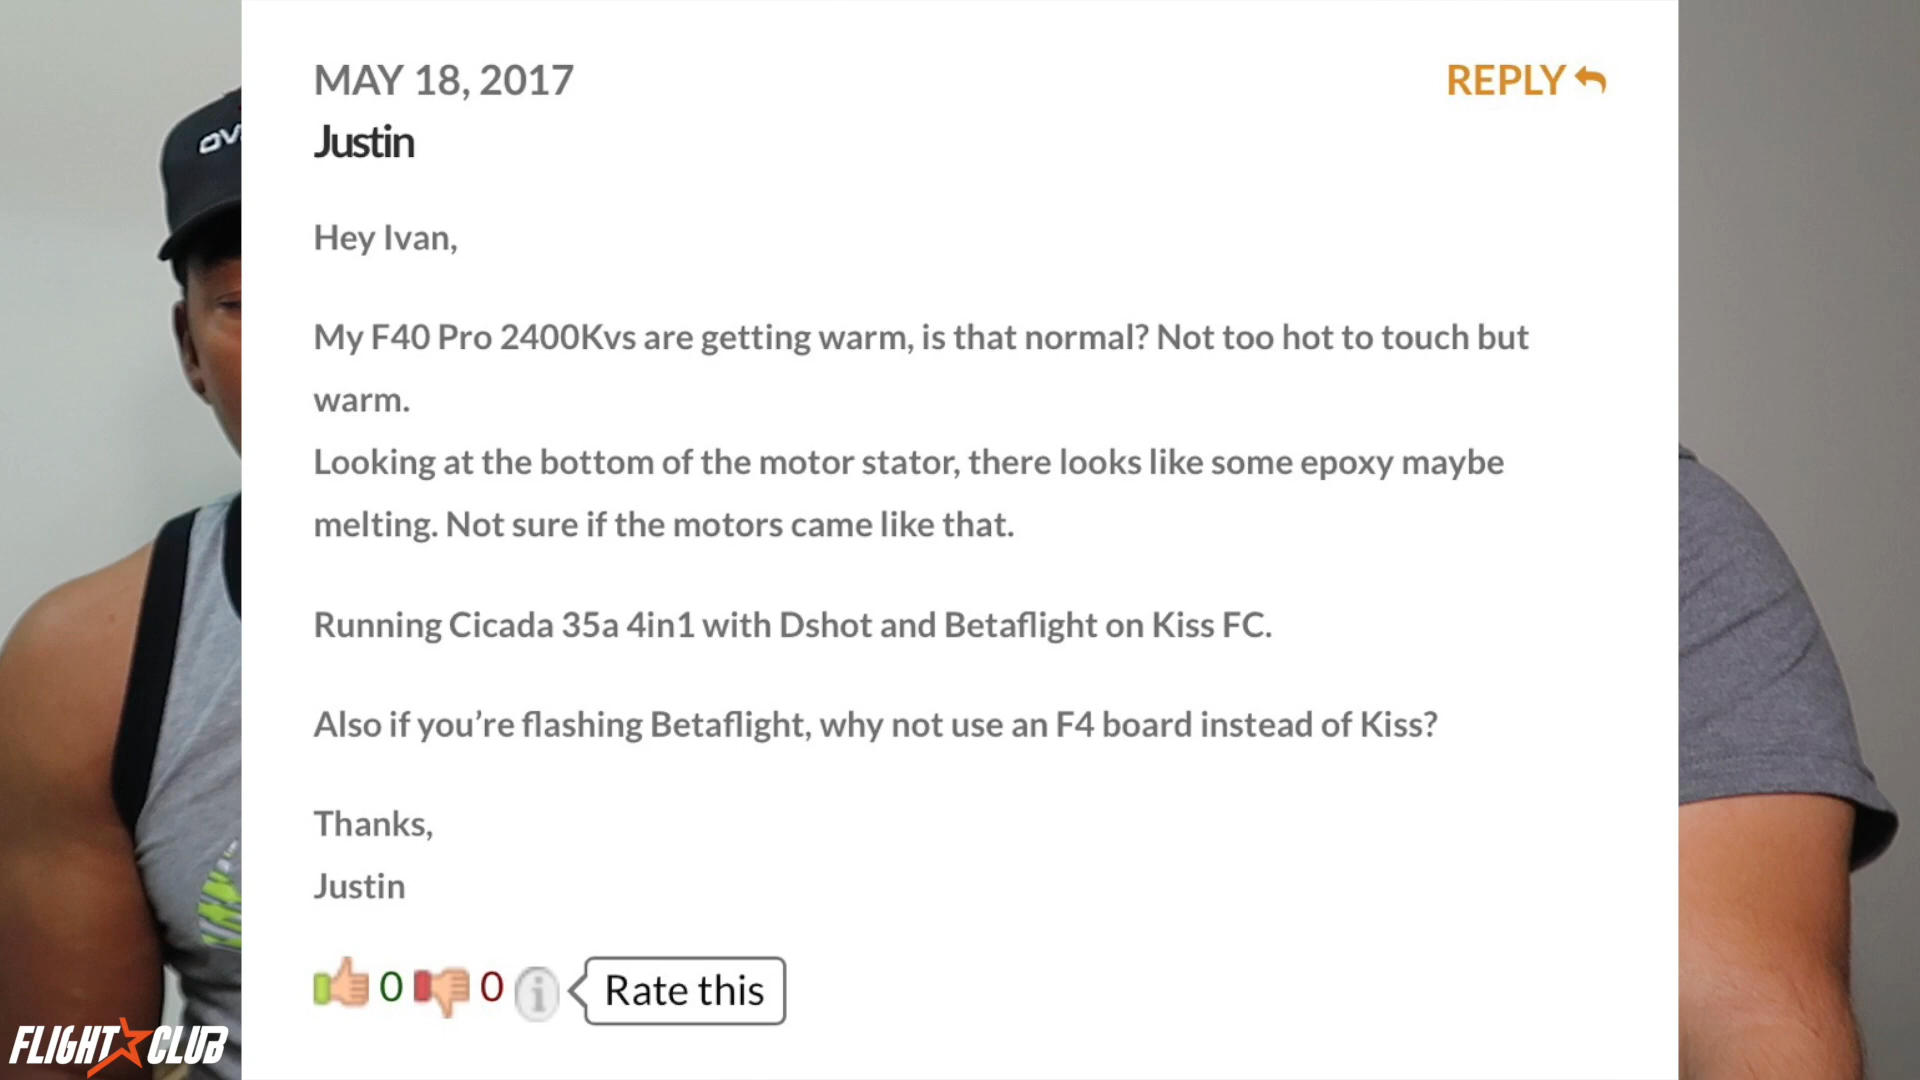 MAY 18, 2017
REPLY
Justin
Hey Ivan,
My F40 Pro 2400Kvs are getting warm, is that normal? Not too hot to touch but
warm.
Looking at the bottom of the motor stator, there looks like some epoxy maybe
melting. Not sure if the motors came like that.
Running Cicada 35a 4in1 with Dshot and Betaflight on Kiss FC.
Also if you’re flashing Betaflight, why not use an F4 board instead of Kiss?
Thanks,
Justin
0 0 i Rate this
FLIGHT CLUB